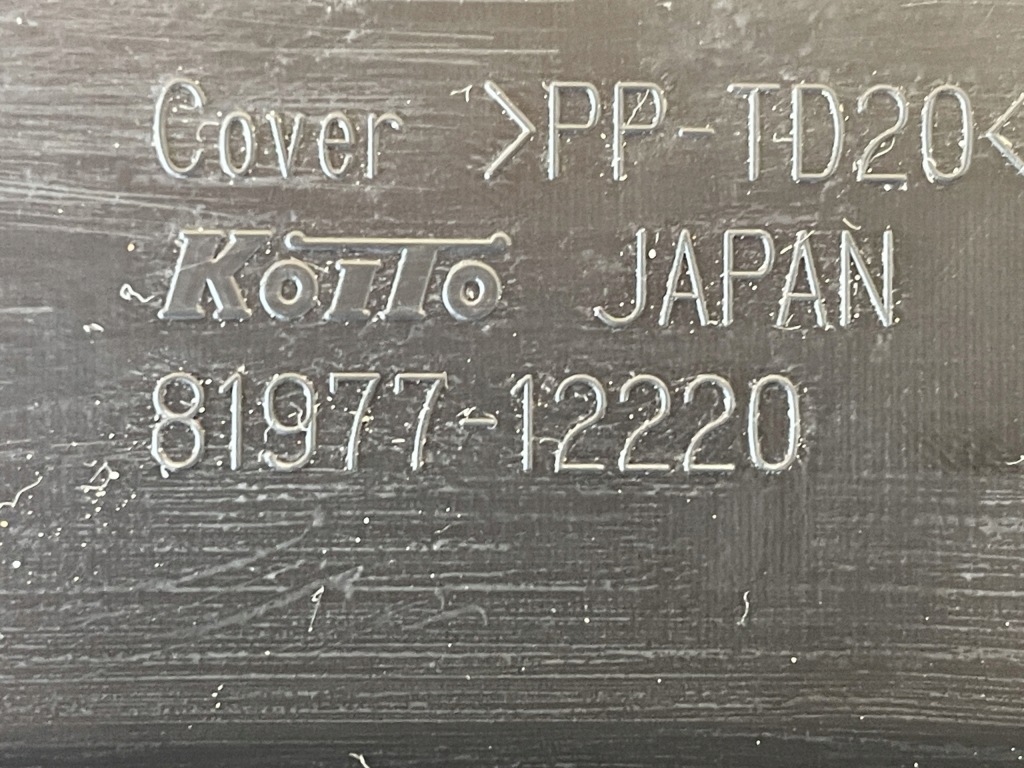 Cover >PP-TD20<
KOITO JAPAN
81977-12220